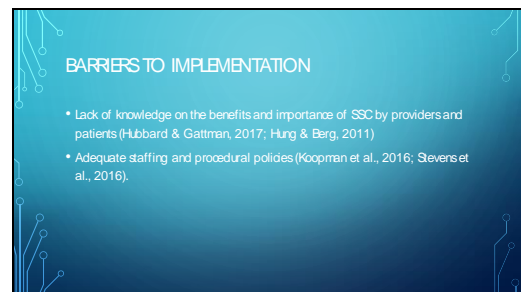 BARRIERS TO IMPLEMENTATION
• Lack of knowledge on the benefits and importance of SSC by providers and
patients (Hubbard & Gattman, 2017; Hung & Berg, 2011)
• Adequate staffing and procedural policies (Koopman et al., 2016; Stevens et
al., 2016).